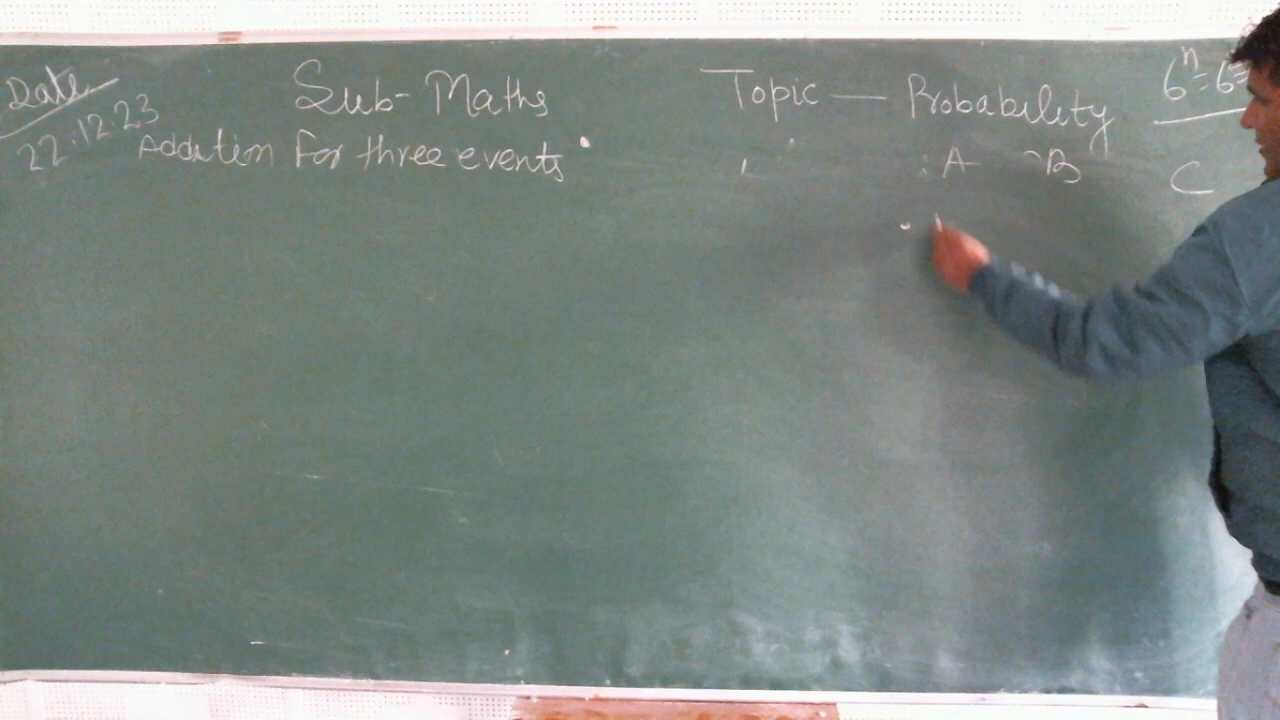 Date Sub- Maths Topic — Probability 6ⁿ = 6
22.12.23 Addition For three events A B C